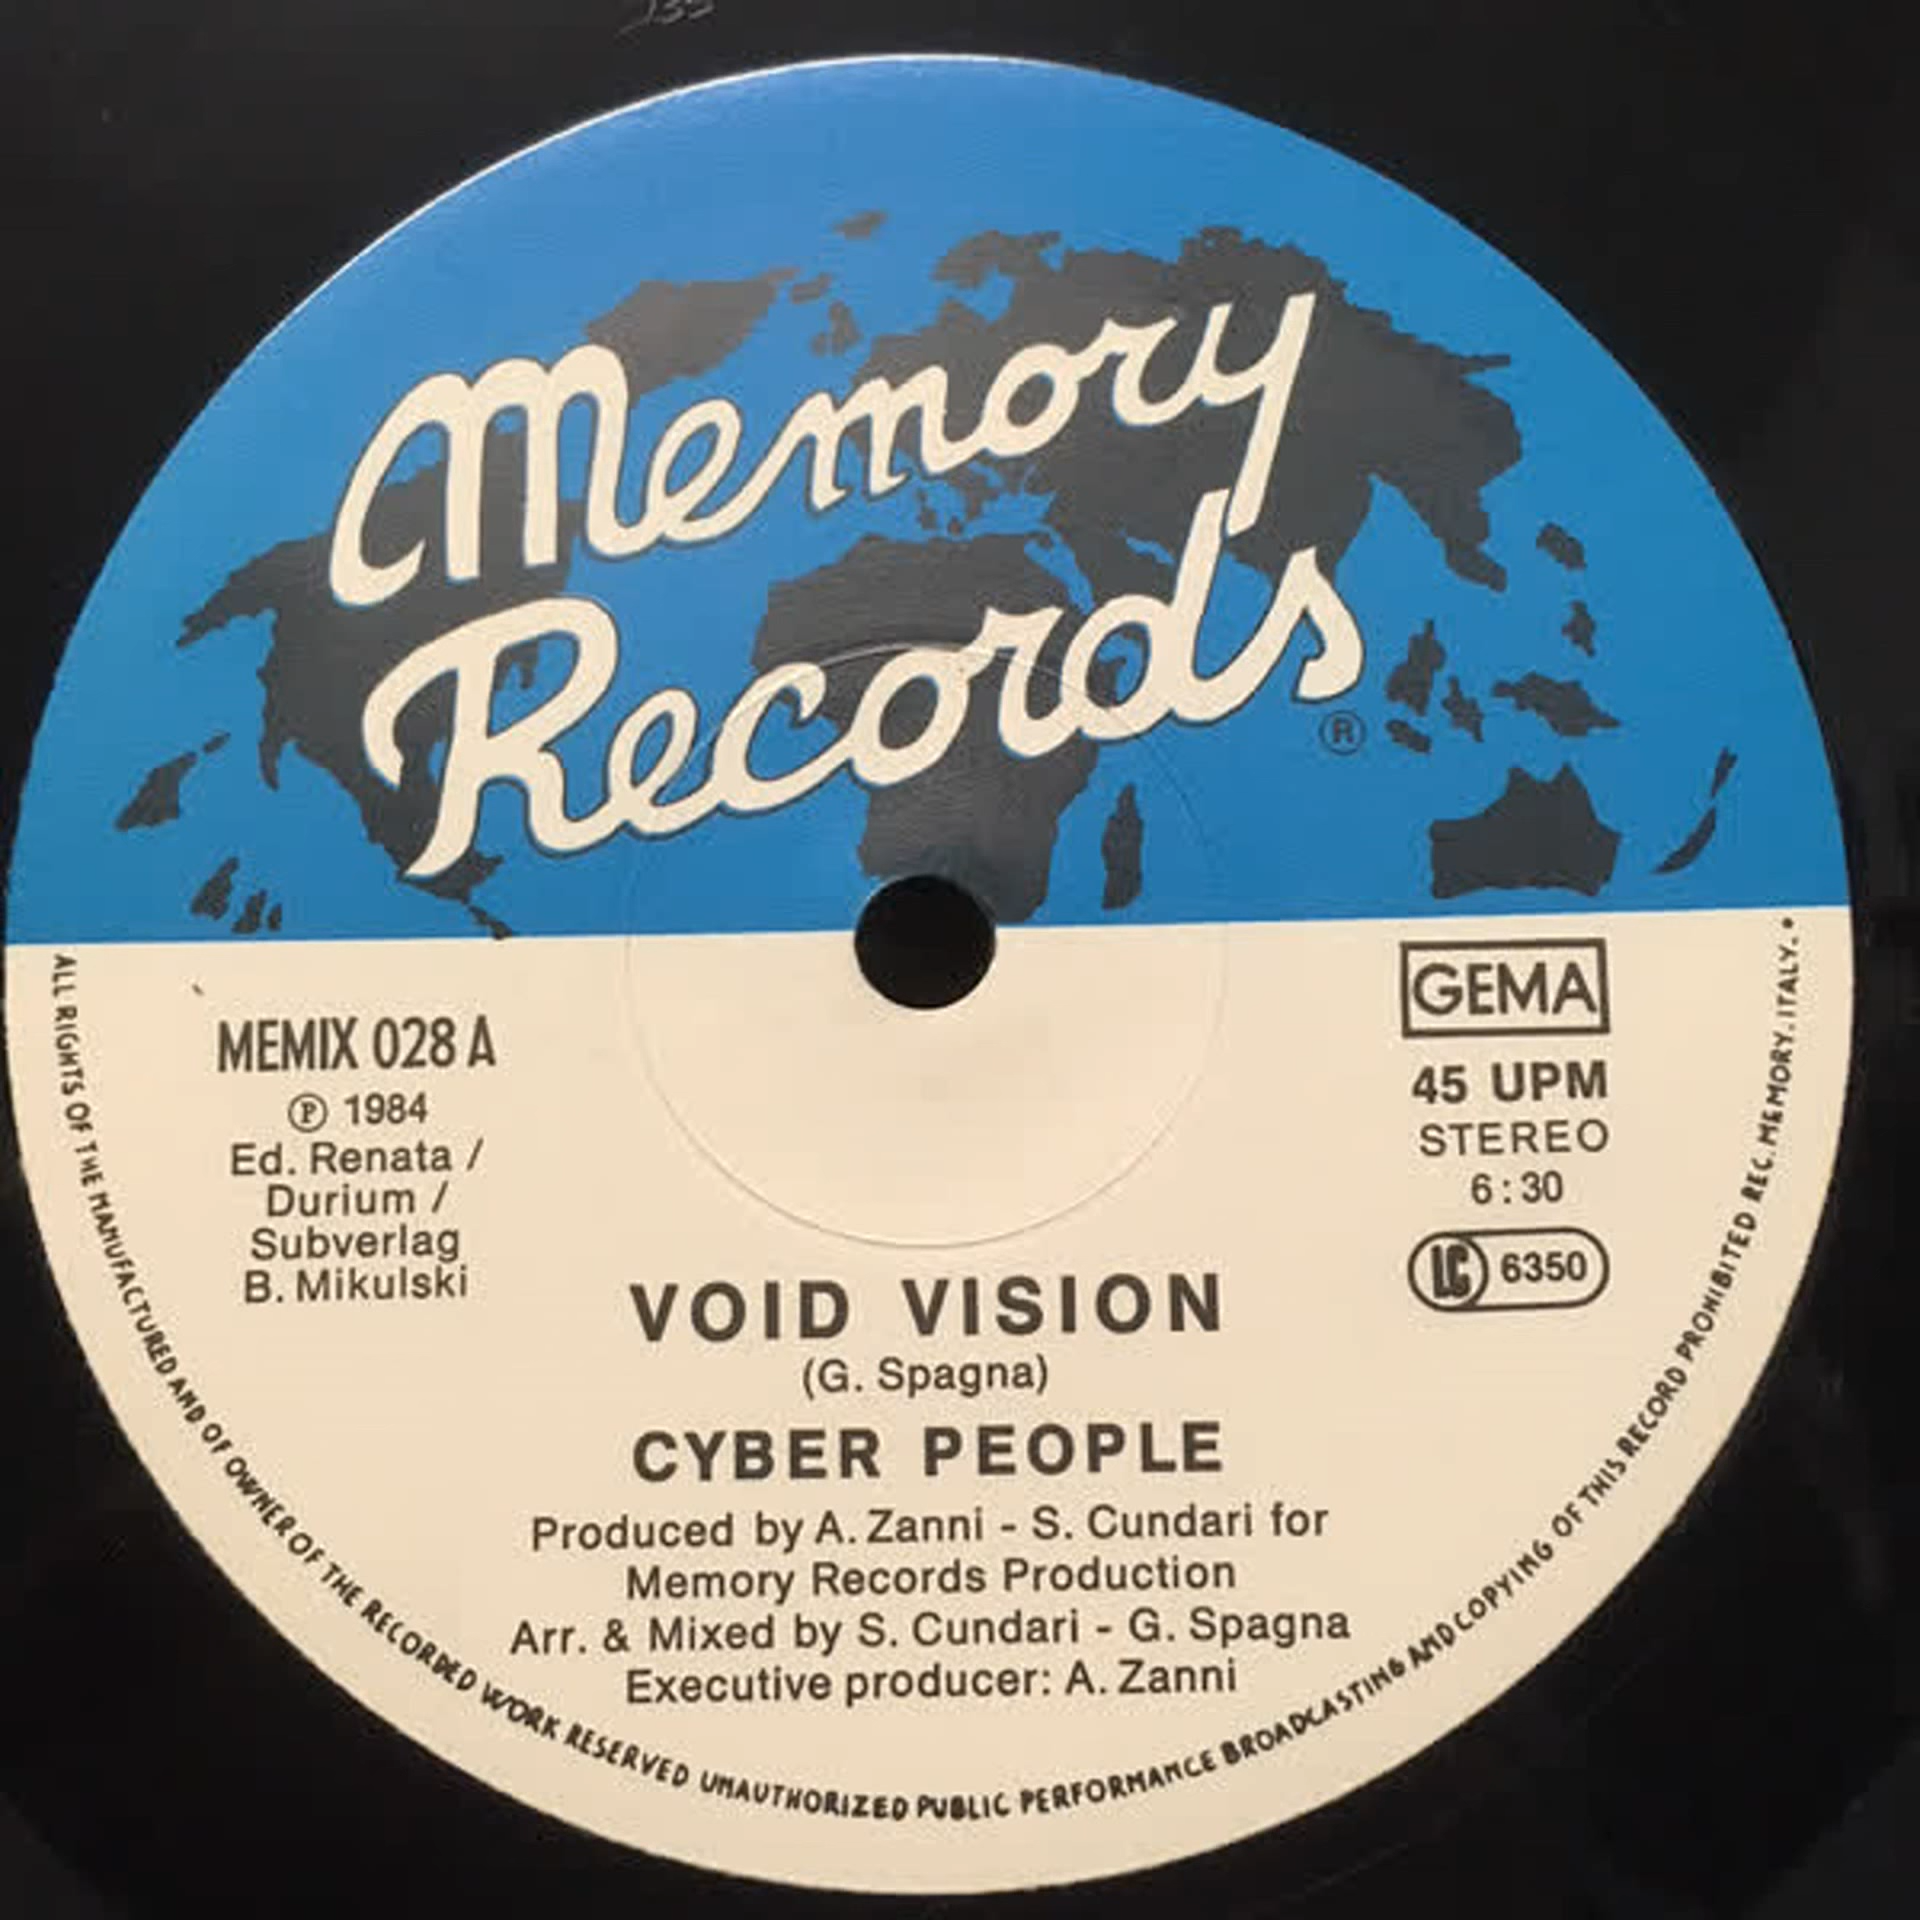 Memory
Records
®
MEMIX 028 A
℗ 1984
Ed. Renata /
Durium /
Subverlag
B. Mikulski
GEMA
45 UPM
STEREO
6:30
LC 6350
VOID VISION
(G. Spagna)
CYBER PEOPLE
Produced by A. Zanni - S. Cundari for
Memory Records Production
Arr. & Mixed by S. Cundari - G. Spagna
Executive producer: A. Zanni
ALL RIGHTS OF THE MANUFACTURED AND OF OWNER OF THE RECORDED WORK RESERVED UNAUTHORIZED PUBLIC PERFORMANCE BROADCASTING AND COPYING OF THIS RECORD PROHIBITED REC. MEMORY. ITALY. •